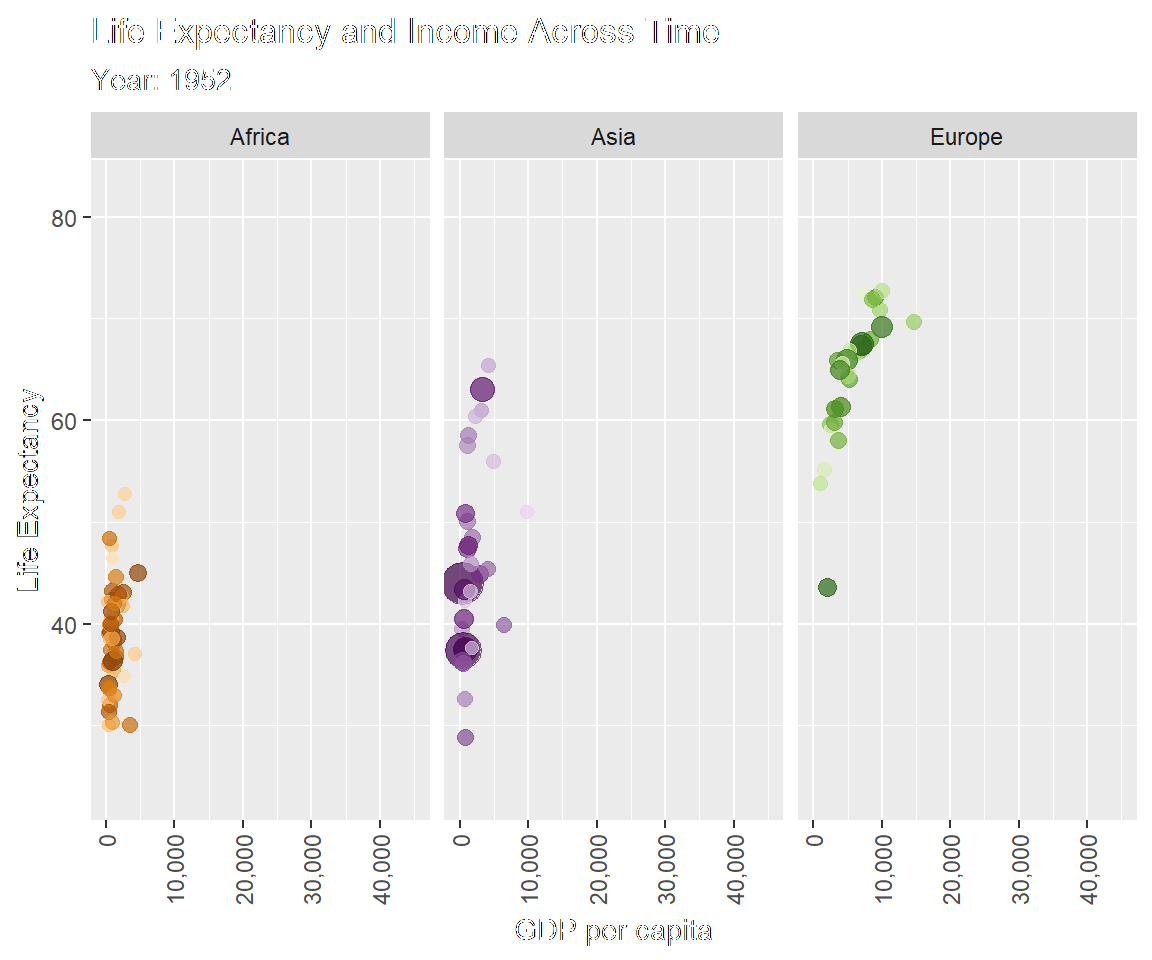 Life Expectancy and Income Across Time
Year: 1952
Africa
Asia
Europe
Life Expectancy
80
60
40
0
10,000
20,000
30,000
40,000
0
10,000
20,000
30,000
40,000
0
10,000
20,000
30,000
40,000
GDP per capita